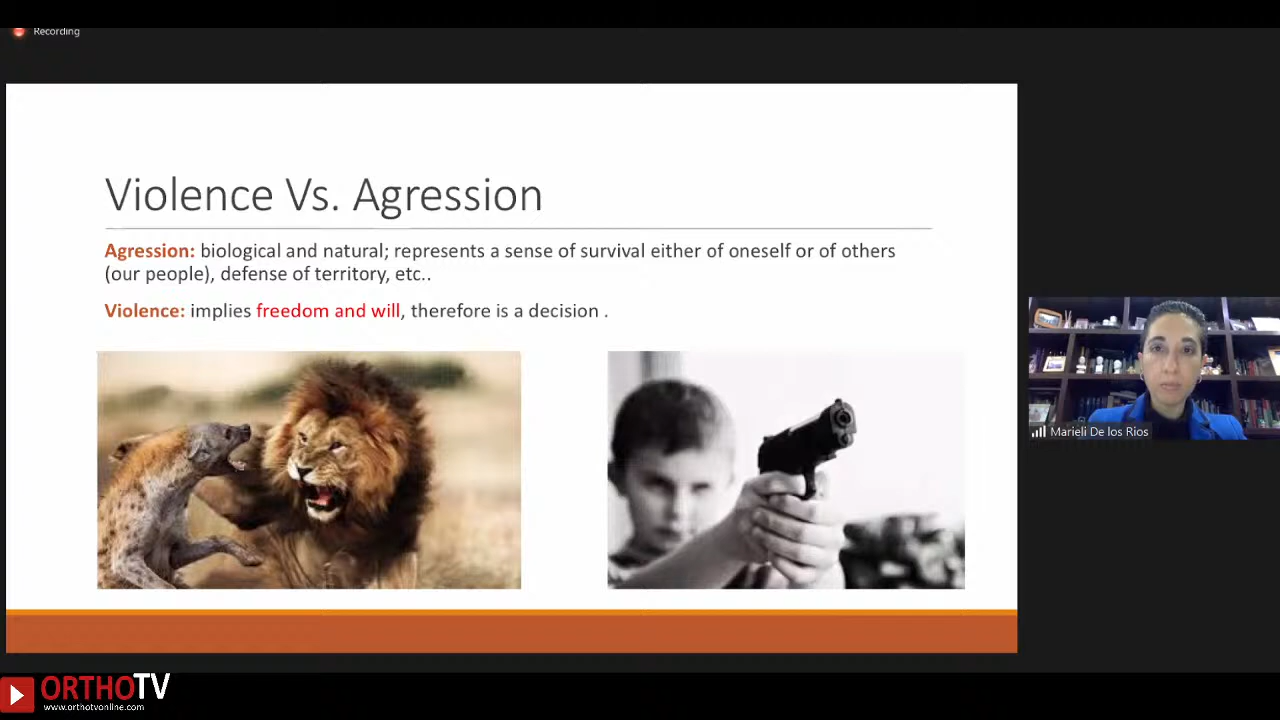 Recording
Violence Vs. Agression
Agression: biological and natural; represents a sense of survival either of oneself or of others
(our people), defense of territory, etc..
Violence: implies freedom and will, therefore is a decision .
Marieli De los Rios
ORTHOTV
www.orthotvonline.com